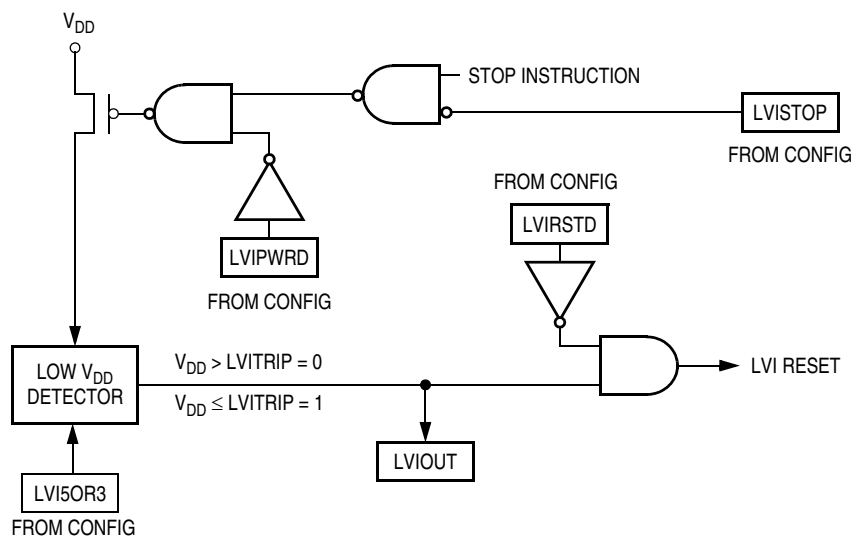 VDD
STOP INSTRUCTION
LVISTOP
FROM CONFIG
FROM CONFIG
LVIRSTD
LVIPWRD
FROM CONFIG
LOW VDD
DETECTOR
VDD > LVITRIP = 0
VDD ≤ LVITRIP = 1
LVI RESET
LVIOUT
LVI5OR3
FROM CONFIG